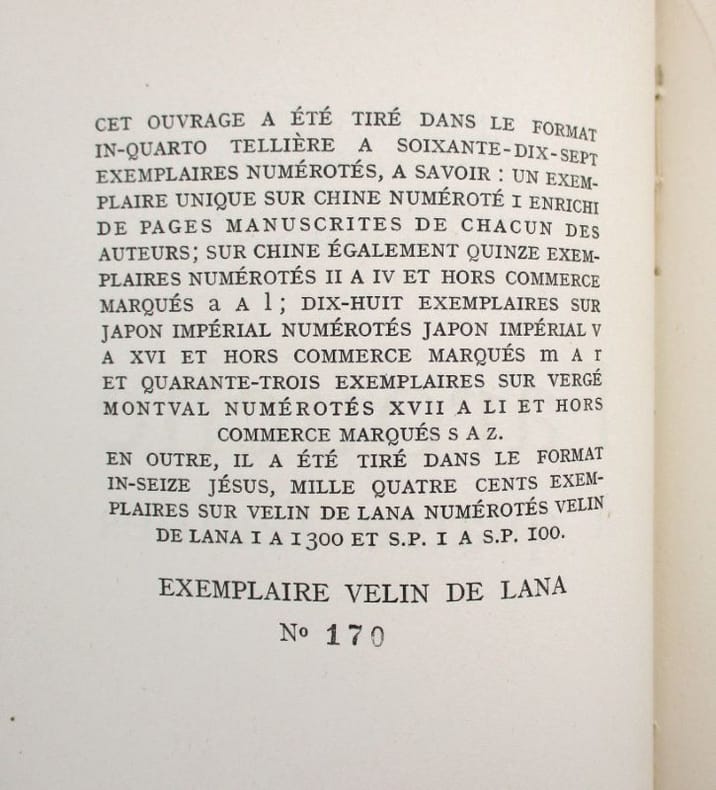 CET OUVRAGE A ÉTÉ TIRÉ DANS LE FORMAT
IN-QUARTO TELLIÈRE A SOIXANTE-DIX-SEPT
EXEMPLAIRES NUMÉROTÉS, A SAVOIR : UN EXEM-
PLAIRE UNIQUE SUR CHINE NUMÉROTÉ I ENRICHI
DE PAGES MANUSCRITES DE CHACUN DES
AUTEURS; SUR CHINE ÉGALEMENT QUINZE EXEM-
PLAIRES NUMÉROTÉS II A IV ET HORS COMMERCE
MARQUÉS a A l; DIX-HUIT EXEMPLAIRES SUR
JAPON IMPÉRIAL NUMÉROTÉS JAPON IMPÉRIAL V
A XVI ET HORS COMMERCE MARQUÉS m A r
ET QUARANTE-TROIS EXEMPLAIRES SUR VERGÉ
MONTVAL NUMÉROTÉS XVII A LI ET HORS
COMMERCE MARQUÉS S A Z.
EN OUTRE, IL A ÉTÉ TIRÉ DANS LE FORMAT
IN-SEIZE JÉSUS, MILLE QUATRE CENTS EXEM-
PLAIRES SUR VELIN DE LANA NUMÉROTÉS VELIN
DE LANA I A 1300 ET S.P. I A S.P. 100.
EXEMPLAIRE VELIN DE LANA
Nº 170